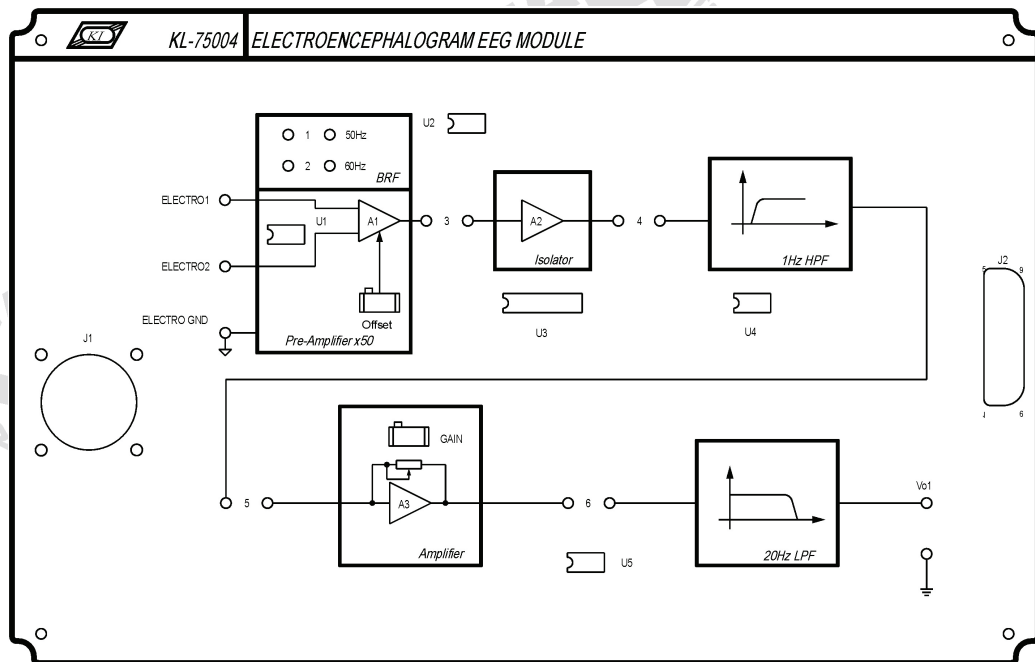 KT KL-75004 ELECTROENCEPHALOGRAM EEG MODULE
1 50Hz
2 60Hz
BRF
U2
ELECTRO1
U1
A1
3
A2
4
ELECTRO2
Isolator
1Hz HPF
J2
5 9
Offset
U3
U4
ELECTRO GND
Pre-Amplifier x50
J1
6
GAIN
5
A3
6
Vo1
Amplifier
U5
20Hz LPF